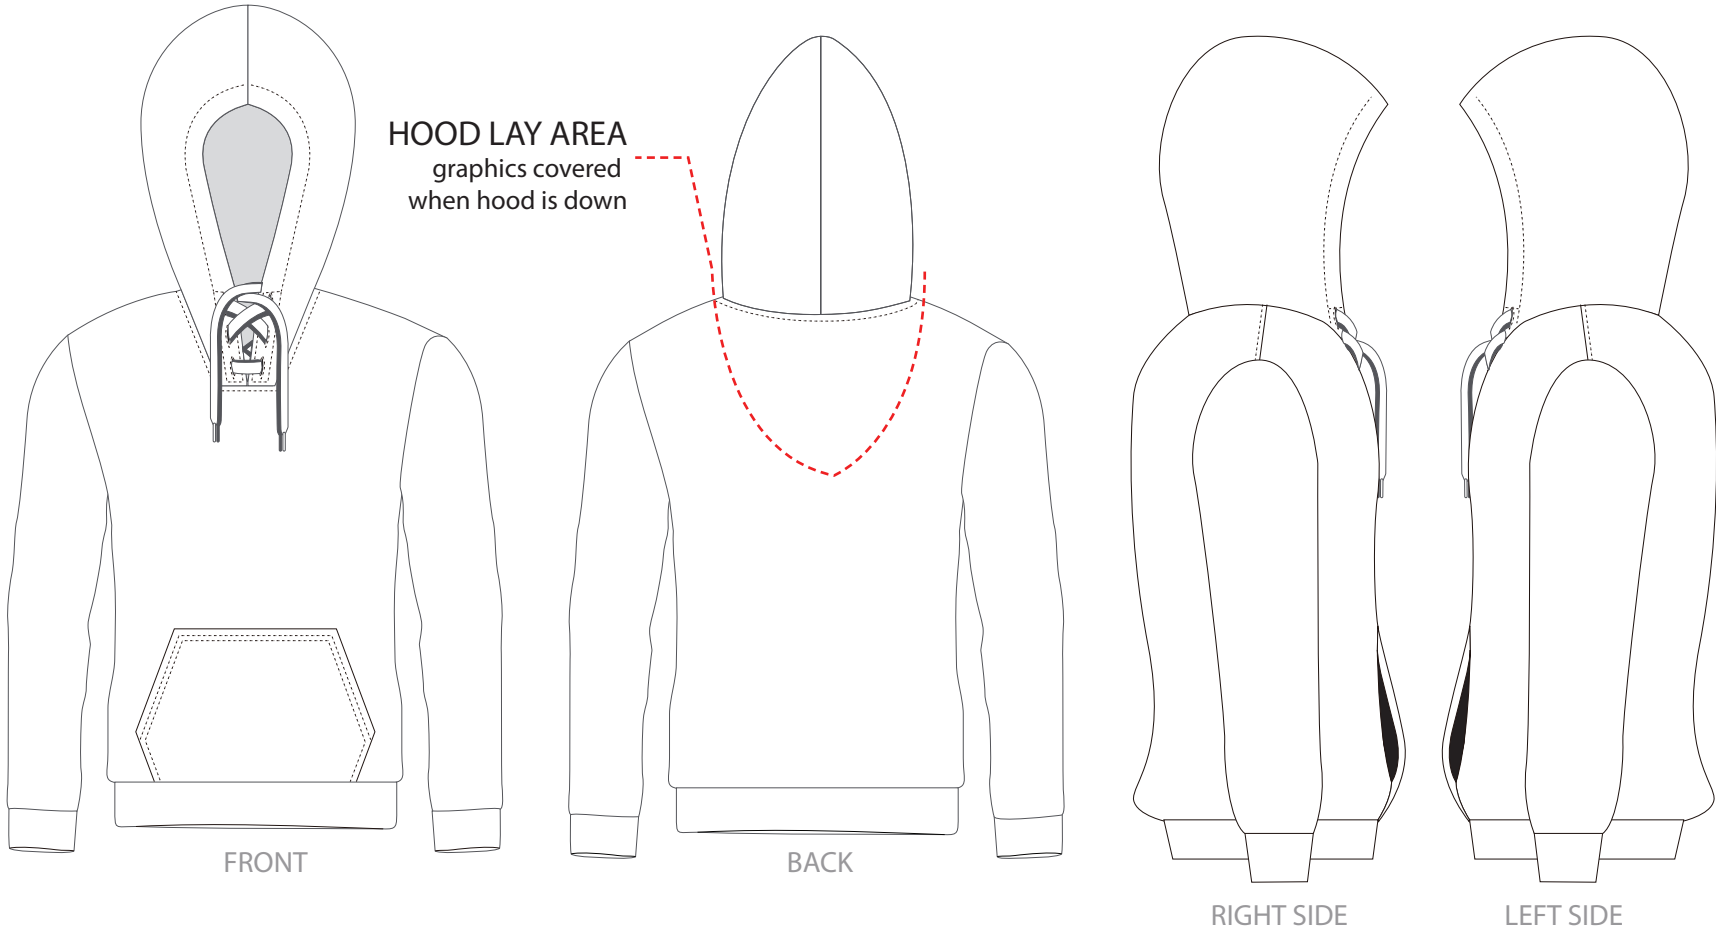 HOOD LAY AREA
graphics covered
when hood is down
FRONT
BACK
RIGHT SIDE
LEFT SIDE